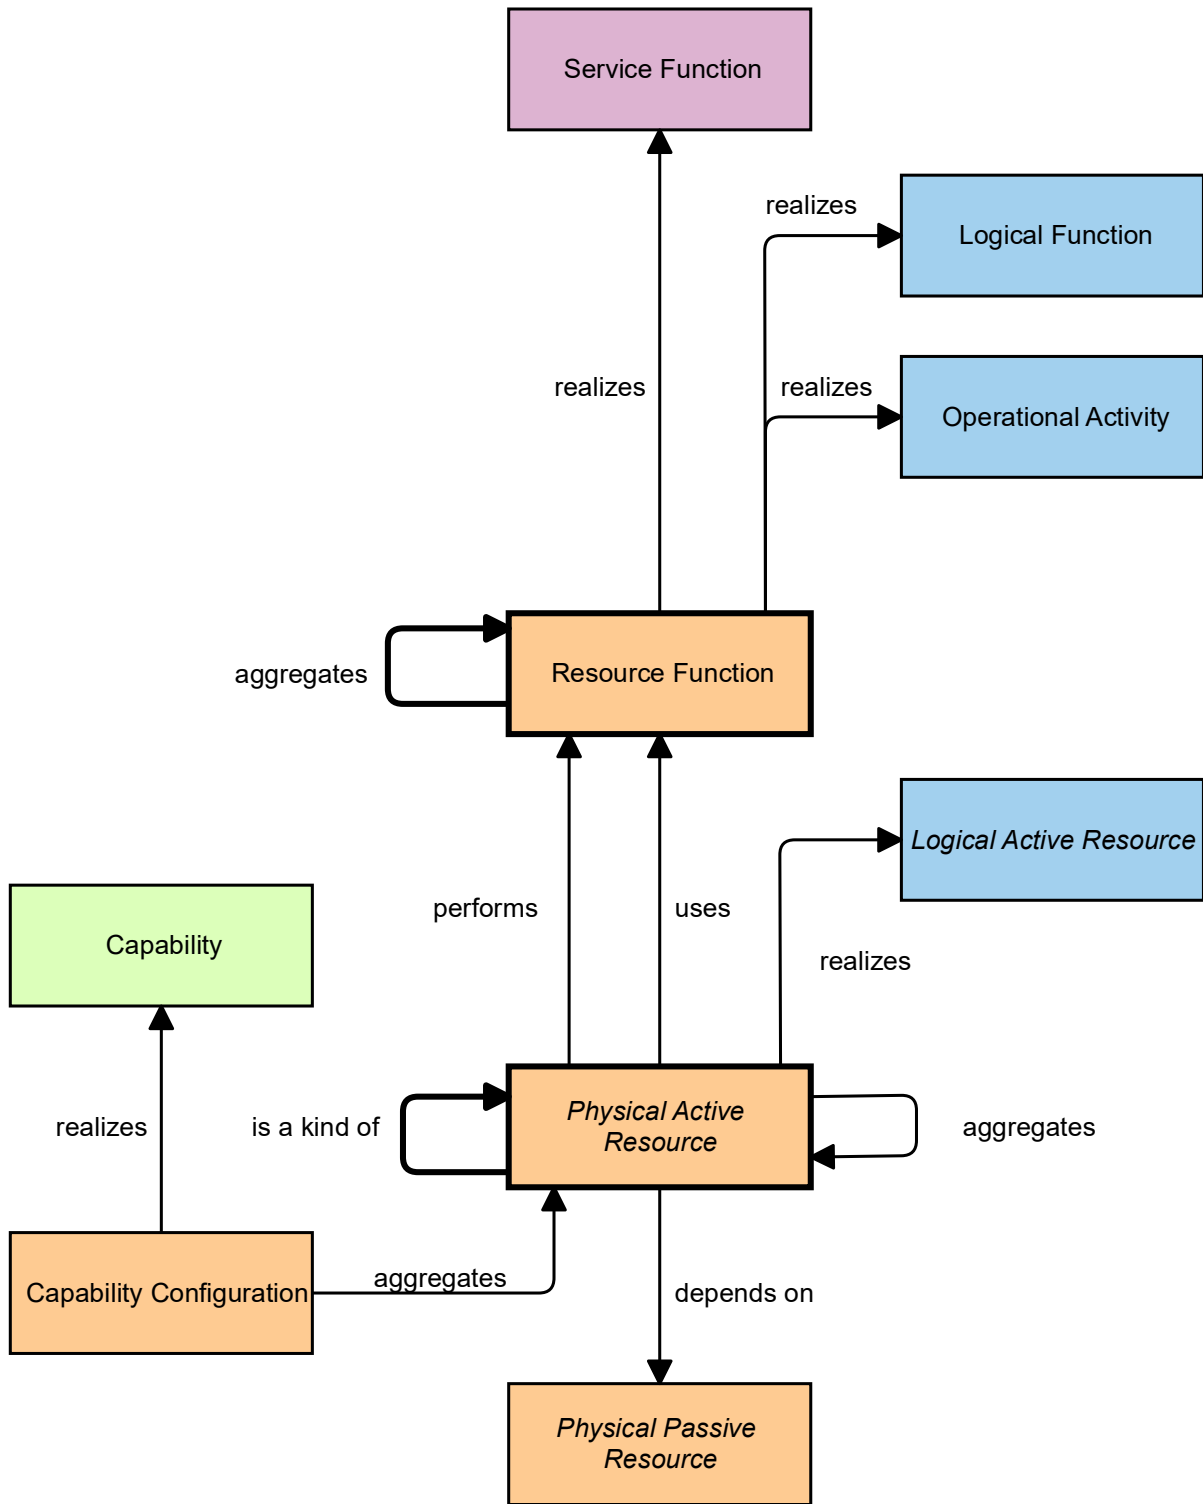 Service Function
realizes
Logical Function
realizes
realizes
Operational Activity
aggregates
Resource Function
Logical Active Resource
performs
uses
Capability
realizes
realizes
is a kind of
Physical Active
Resource
aggregates
Capability Configuration
aggregates
depends on
Physical Passive
Resource